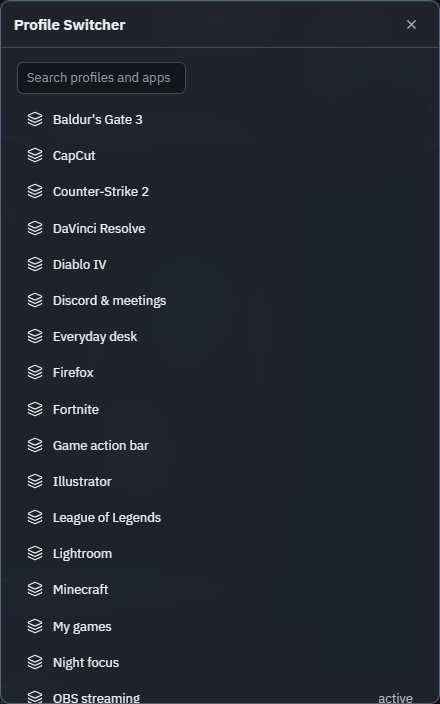 Profile Switcher
Search profiles and apps
Baldur's Gate 3
CapCut
Counter-Strike 2
DaVinci Resolve
Diablo IV
Discord & meetings
Everyday desk
Firefox
Fortnite
Game action bar
Illustrator
League of Legends
Lightroom
Minecraft
My games
Night focus
OBS streaming active